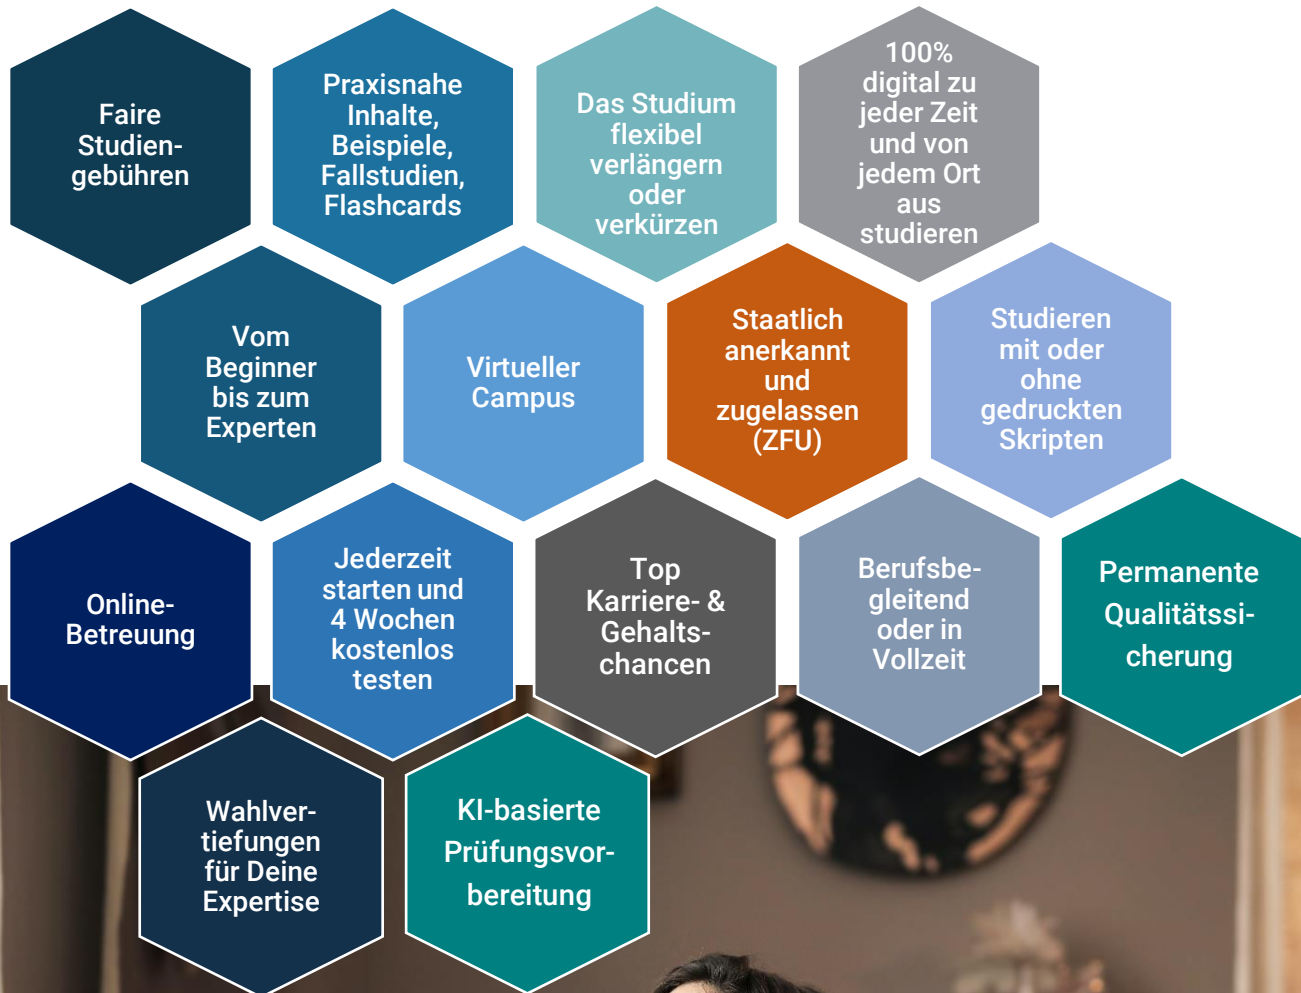 Faire
Studien-
gebühren
Praxisnahe
Inhalte,
Beispiele,
Fallstudien,
Flashcards
Das Studium
flexibel
verlängern
oder
verkürzen
100%
digital zu
jeder Zeit
und von
jedem Ort
aus
studieren
Vom
Beginner
bis zum
Experten
Virtueller
Campus
Staatlich
anerkannt
und
zugelassen
(ZFU)
Studieren
mit oder
ohne
gedruckten
Skripten
Online-
Betreuung
Jederzeit
starten und
4 Wochen
kostenlos
testen
Top
Karriere- &
Gehalts-
chancen
Berufsbe-
gleitend
oder in
Vollzeit
Permanente
Qualitätssi-
cherung
Wahlver-
tiefungen
für Deine
Expertise
KI-basierte
Prüfungsvor-
bereitung